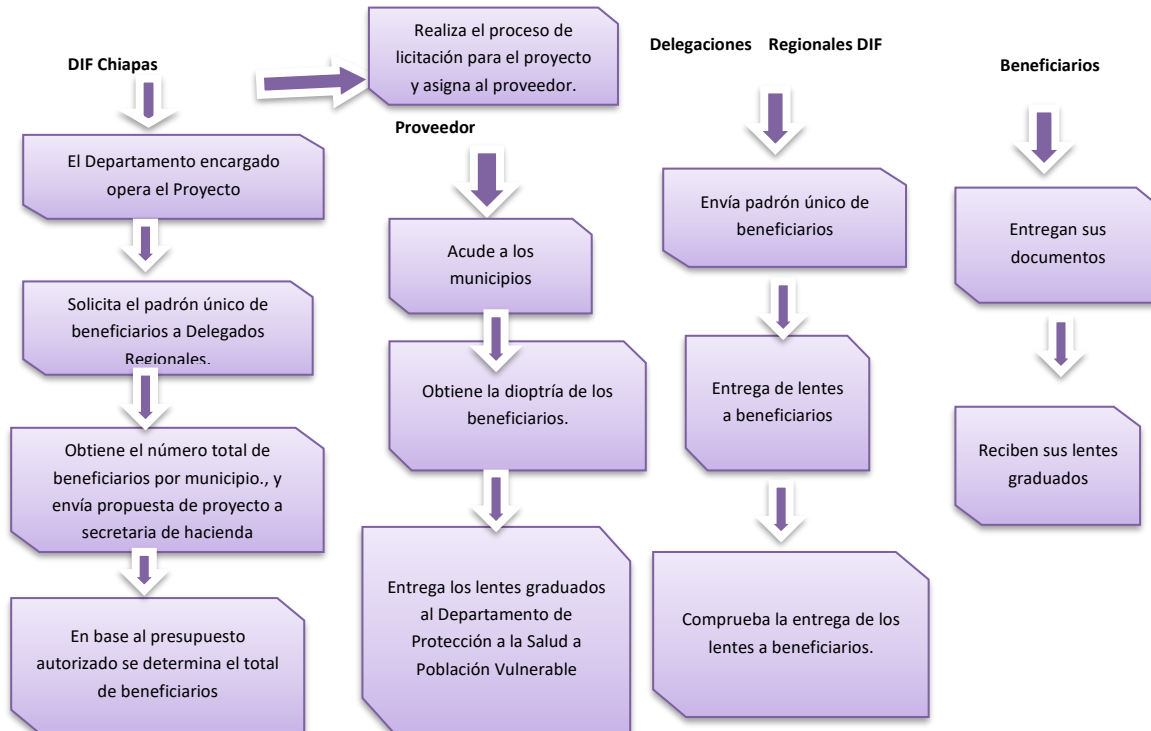 DIF Chiapas
El Departamento encargado
opera el Proyecto
Solicita el padrón único de
beneficiarios a Delegados
Regionales.
Obtiene el número total de
beneficiarios por municipio., y
envía propuesta de proyecto a
secretaria de hacienda
En base al presupuesto
autorizado se determina el total
de beneficiarios
Realiza el proceso de
licitación para el proyecto
y asigna al proveedor.
Proveedor
Acude a los
municipios
Obtiene la dioptría de los
beneficiarios.
Entrega los lentes graduados
al Departamento de
Protección a la Salud a
Población Vulnerable
Delegaciones Regionales DIF
Envía padrón único de
beneficiarios
Entrega de lentes
a beneficiarios
Comprueba la entrega de los
lentes a beneficiarios.
Beneficiarios
Entregan sus
documentos
Reciben sus lentes
graduados